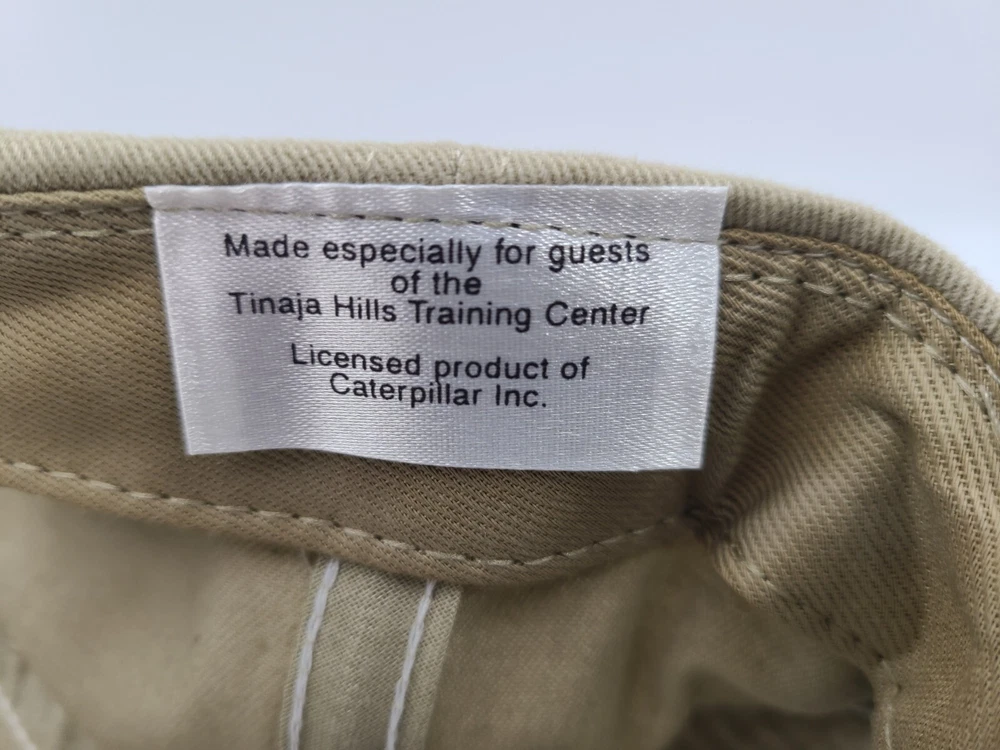 Made especially for guests
of the
Tinaja Hills Training Center
Licensed product of
Caterpillar Inc.